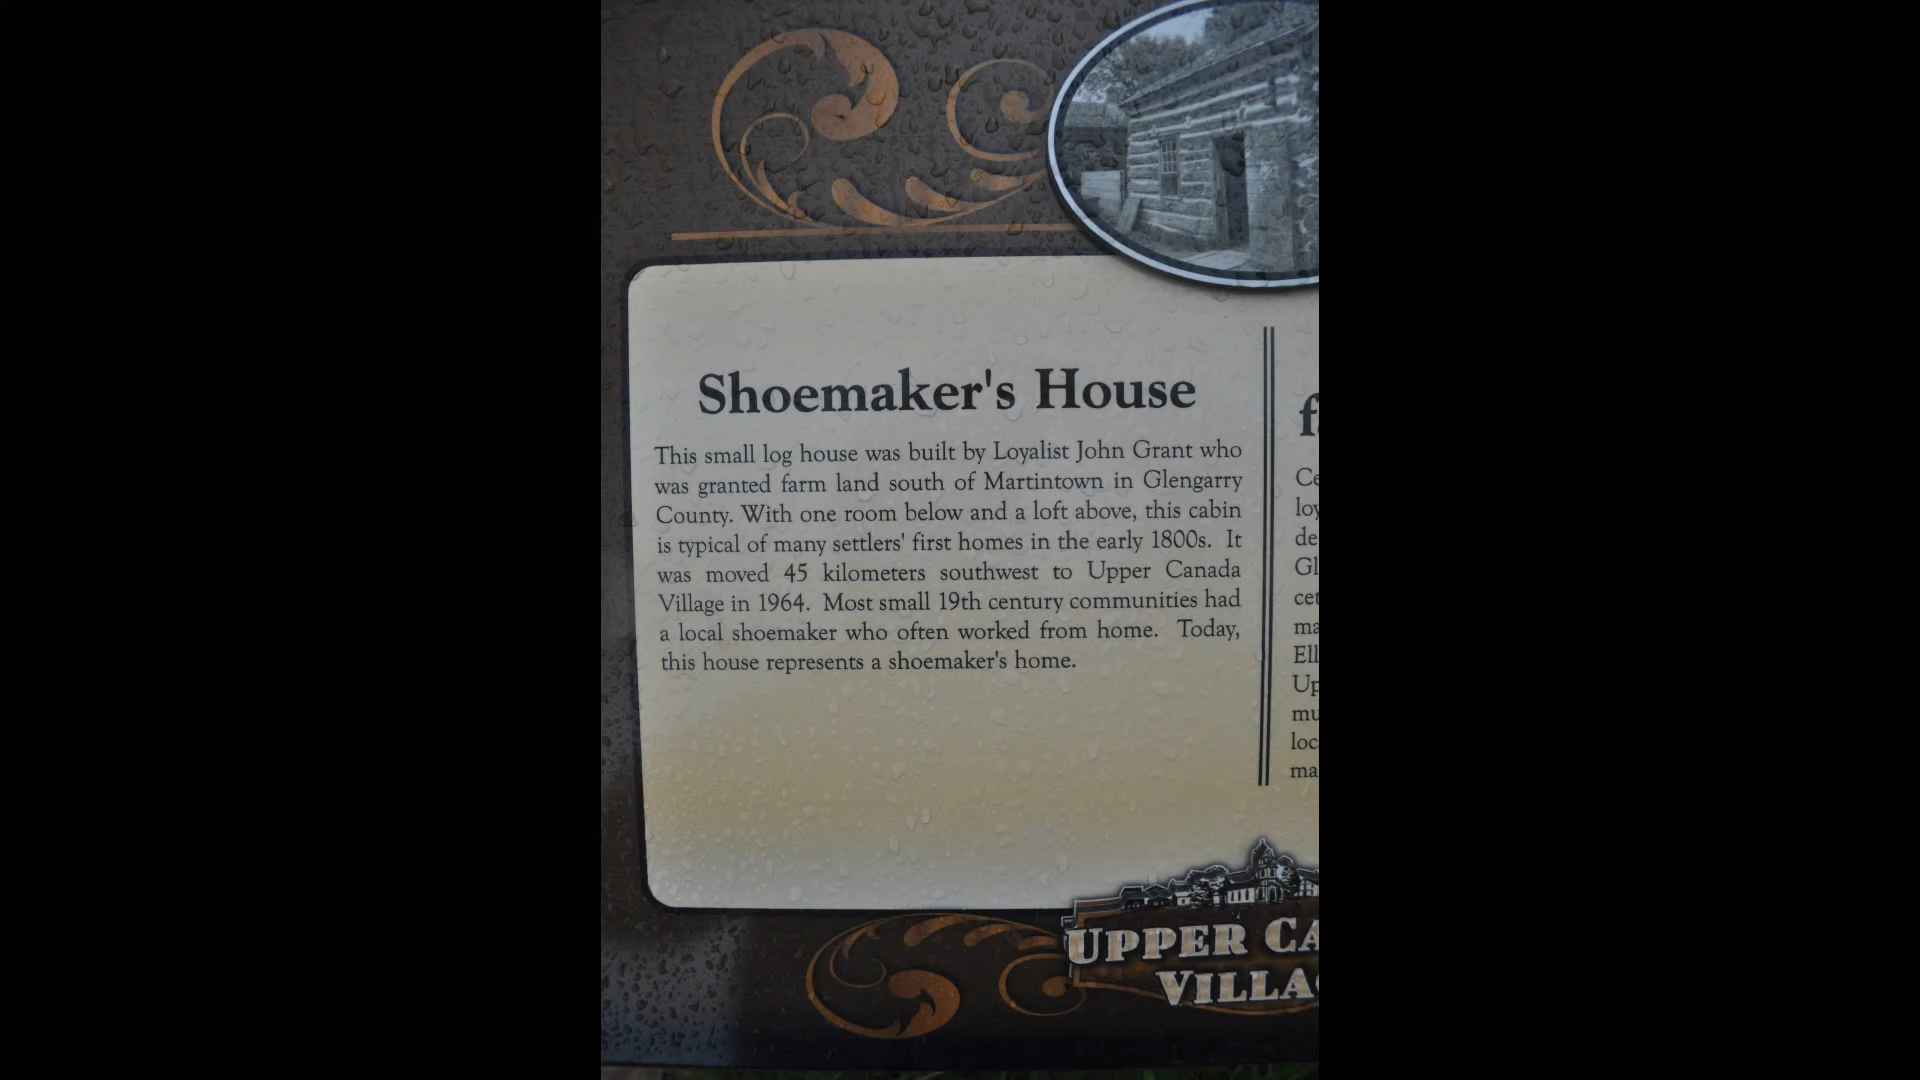 Shoemaker's House
This small log house was built by Loyalist John Grant who
was granted farm land south of Martintown in Glengarry
County. With one room below and a loft above, this cabin
is typical of many settlers' first homes in the early 1800s. It
was moved 45 kilometers southwest to Upper Canada
Village in 1964. Most small 19th century communities had
a local shoemaker who often worked from home. Today,
this house represents a shoemaker's home.
UPPER